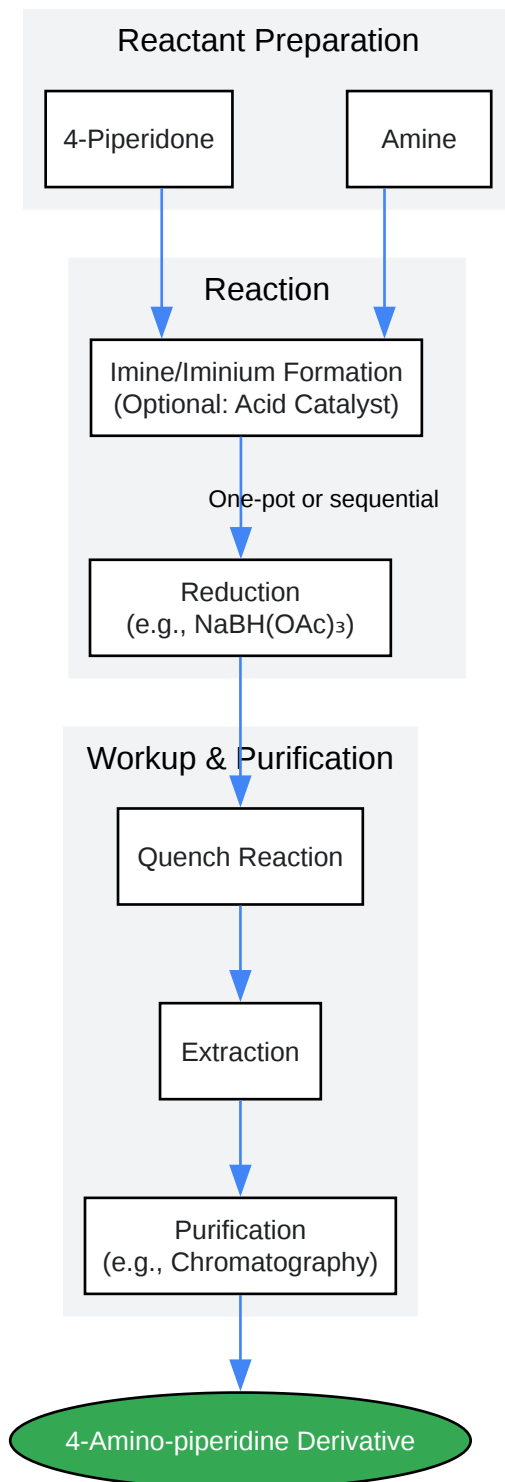 Reactant Preparation
4-Piperidone
Amine
Reaction
Imine/Iminium Formation
(Optional: Acid Catalyst)
One-pot or sequential
Reduction
(e.g., NaBH(OAc)₃)
Workup & Purification
Quench Reaction
Extraction
Purification
(e.g., Chromatography)
4-Amino-piperidine Derivative